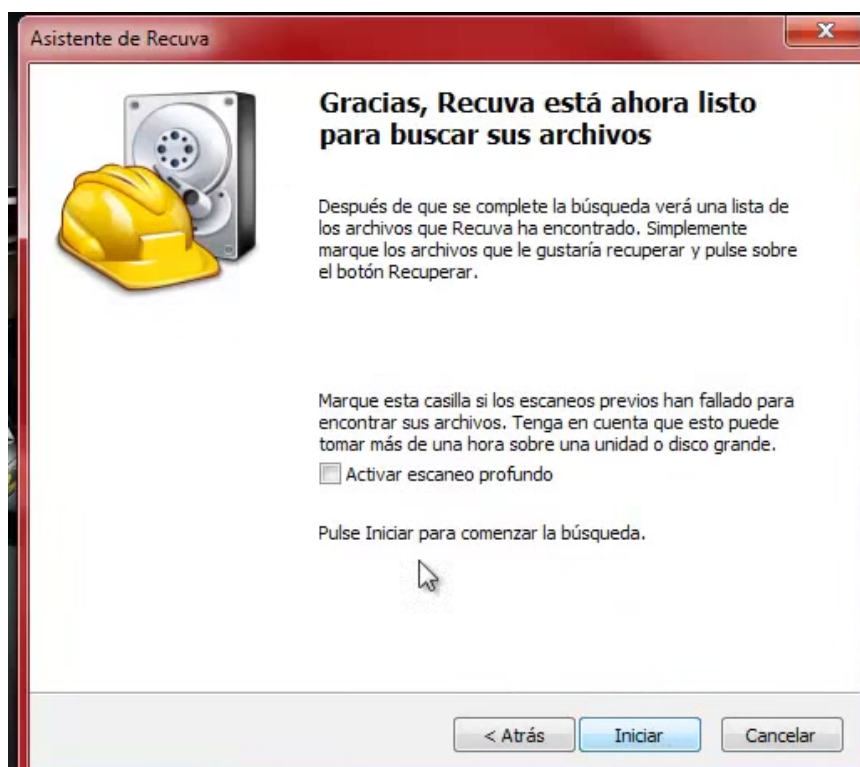 Asistente de Recuva
Gracias, Recuva está ahora listo
para buscar sus archivos
Después de que se complete la búsqueda verá una lista de
los archivos que Recuva ha encontrado. Simplemente
marque los archivos que le gustaría recuperar y pulse sobre
el botón Recuperar.
Marque esta casilla si los escaneos previos han fallado para
encontrar sus archivos. Tenga en cuenta que esto puede
tomar más de una hora sobre una unidad o disco grande.
Activar escaneo profundo
Pulse Iniciar para comenzar la búsqueda.
< Atrás Iniciar Cancelar